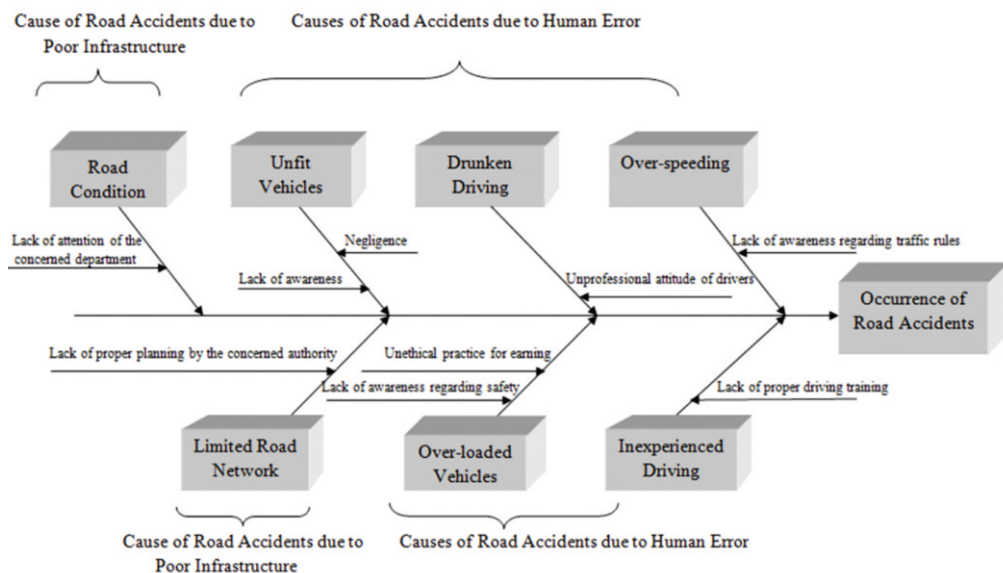 Cause of Road Accidents due to
Poor Infrastructure
Causes of Road Accidents due to Human Error
Road
Condition
Unfit
Vehicles
Drunken
Driving
Over-speeding
Lack of attention of the
concerned department
Negligence
Lack of awareness
Unprofessional attitude of drivers
Lack of awareness regarding traffic rules
Occurrence of
Road Accidents
Lack of proper planning by the concerned authority
Unethical practice for earning
Lack of awareness regarding safety
Lack of proper driving training
Limited Road
Network
Over-loaded
Vehicles
Inexperienced
Driving
Cause of Road Accidents due to
Poor Infrastructure
Causes of Road Accidents due to Human Error